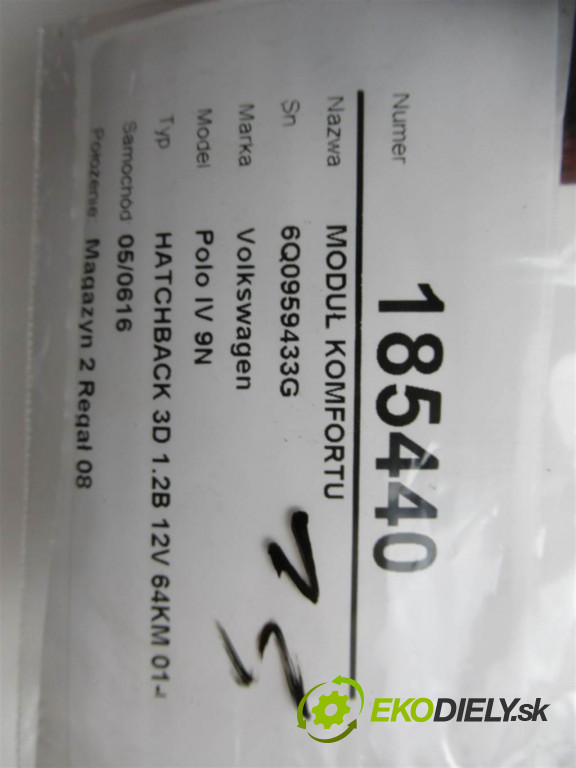 Numer 185440
Nazwa MODUŁ KOMFORTU
Sn 6Q0959433G
Marka Volkswagen
Model Polo IV 9N
Typ HATCHBACK 3D 1.2B 12V 64KM 01-
Samochód 05/0616
Położenie Magazyn 2 Regał 08
EKODIELY.sk